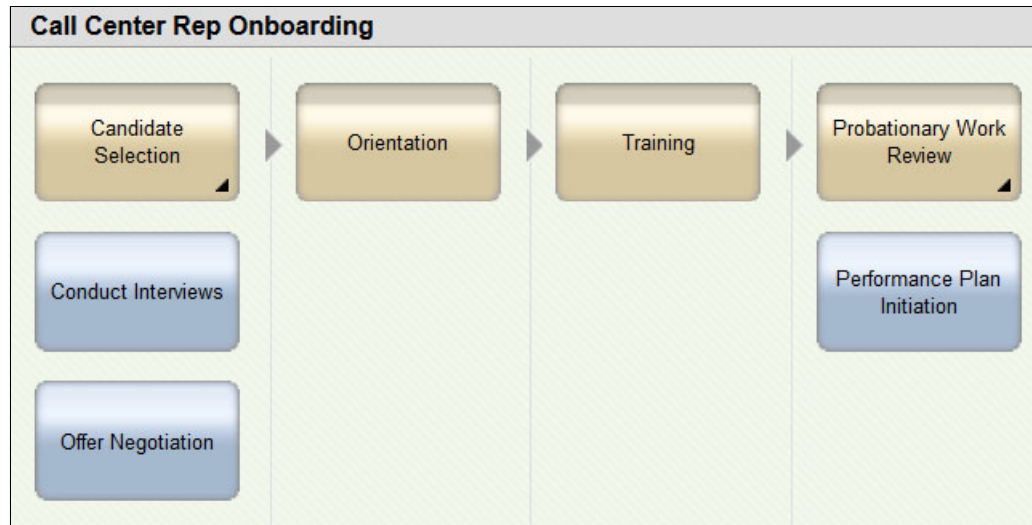 Call Center Rep Onboarding
Candidate
Selection
Orientation
Training
Probationary Work
Review
Conduct Interviews
Performance Plan
Initiation
Offer Negotiation